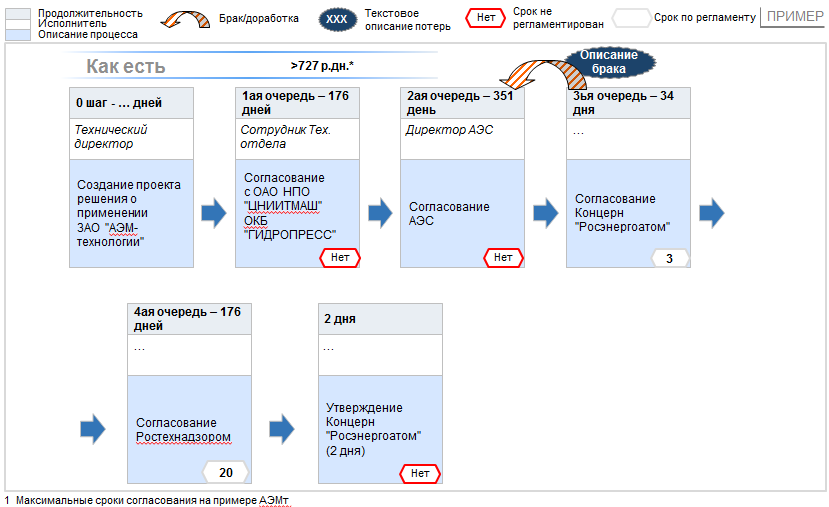 Продолжительность
Исполнитель
Описание процесса
Брак/доработка
XXX
Текстовое
описание потерь
Нет
Срок не
регламентирован
Срок по регламенту
ПРИМЕР
Как есть
>727 р.дн.*
Описание
брака
0 шаг - … дней
Технический
директор
Создание проекта
решения о
применении
ЗАО "АЭМ-
технологии"
1ая очередь – 176
дней
Сотрудник Тех.
отдела
Согласование
с ОАО НПО
"ЦНИИТМАШ"
ОКБ
"ГИДРОПРЕСС"
Нет
2ая очередь – 351
день
Директор АЭС
Согласование
АЭС
Нет
3ья очередь – 34
дня
…
Согласование
Концерн
"Росэнергоатом"
3
4ая очередь – 176
дней
…
Согласование
Ростехнадзором
20
2 дня
…
Утверждение
Концерн
"Росэнергоатом"
(2 дня)
Нет
1 Максимальные сроки согласования на примере АЭМт